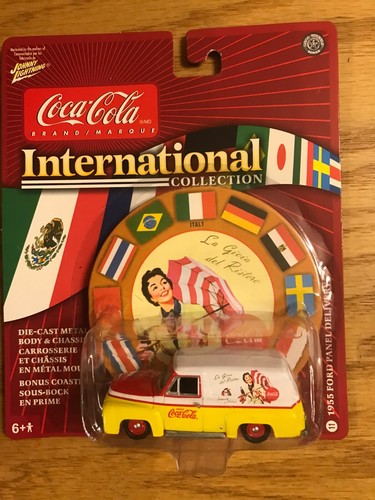 JOHNNY LIGHTNING
Coca-Cola
BRAND / MARQUE
International
COLLECTION
ITALY
La Gioia
del Ristoro
DIE-CAST METAL
BODY & CHASSIS
CARROSSERIE
ET CHÂSSIS
EN MÉTAL MOU
BONUS COASTER
SOUS-BOCK
EN PRIME
6+
1955 FORD PANEL DELIVERY
11
Coca-Cola